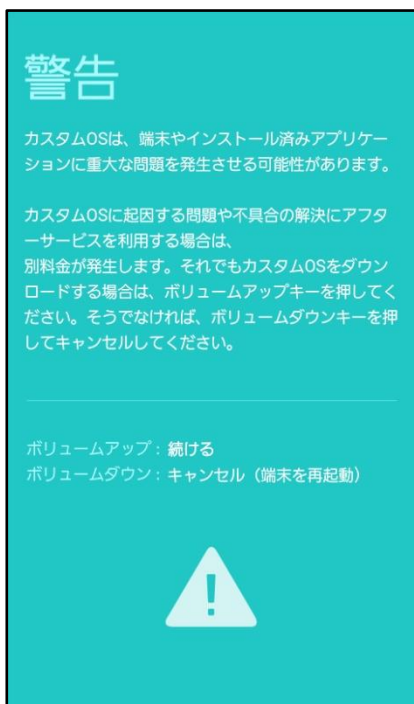 警告
カスタムOSは、端末やインストール済みアプリケー
ションに重大な問題を発生させる可能性があります。
カスタムOSに起因する問題や不具合の解決にアフタ
ーサービスを利用する場合は、
別料金が発生します。それでもカスタムOSをダウン
ロードする場合は、ボリュームアップキーを押してく
ださい。そうでなければ、ボリュームダウンキーを押
してキャンセルしてください。
ボリュームアップ：続ける
ボリュームダウン：キャンセル（端末を再起動）